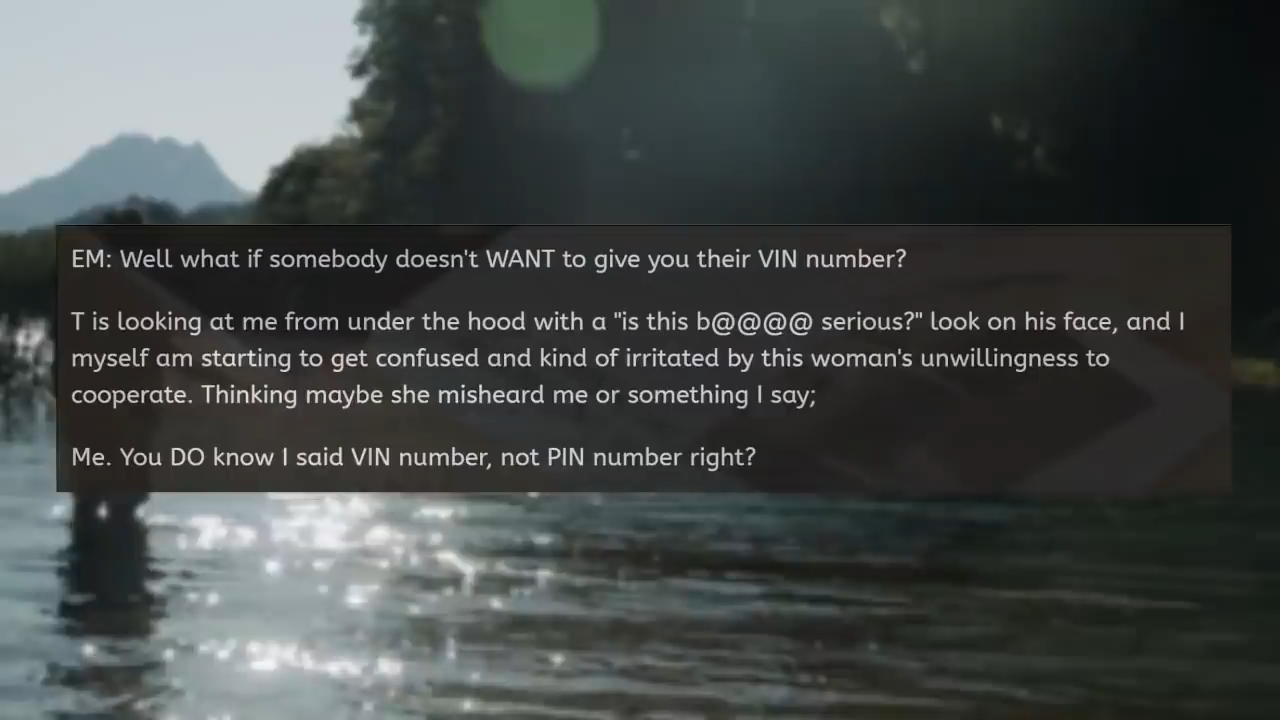 EM: Well what if somebody doesn't WANT to give you their VIN number?
T is looking at me from under the hood with a "is this b@@@@ serious?" look on his face, and I
myself am starting to get confused and kind of irritated by this woman's unwillingness to
cooperate. Thinking maybe she misheard me or something I say;
Me. You DO know I said VIN number, not PIN number right?